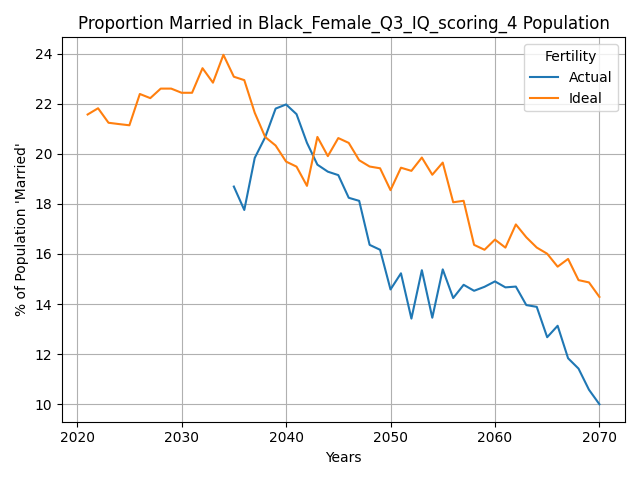 Proportion Married in Black_Female_Q3_IQ_scoring_4 Population
% of Population 'Married'
24
22
20
18
16
14
12
10
Fertility
Actual
Ideal
2020 2030 2040 2050 2060 2070
Years